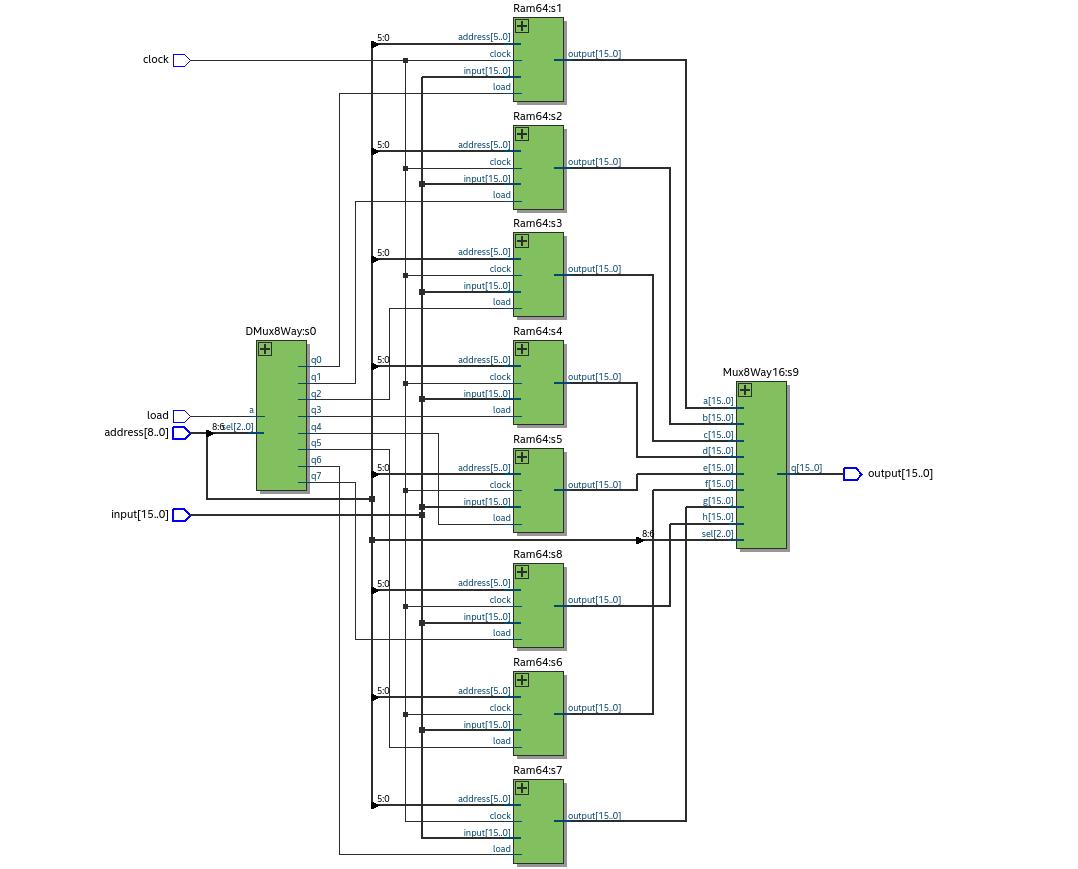 Ram64:s1
5:0
address[5..0]
clock
clock
output[15..0]
input[15..0]
load
Ram64:s2
5:0
address[5..0]
clock
output[15..0]
input[15..0]
load
Ram64:s3
5:0
address[5..0]
clock
output[15..0]
input[15..0]
load
DMux8Way:s0
Ram64:s4
q0
5:0
address[5..0]
q1
clock
output[15..0]
Mux8Way16:s9
q2
input[15..0]
a[15..0]
load
a
q3
load
b[15..0]
address[8..0]
8:6
sel[2..0]
q4
c[15..0]
Ram64:s5
q5
d[15..0]
q6
5:0
address[5..0]
e[15..0]
q[15..0]
output[15..0]
q7
clock
output[15..0]
f[15..0]
input[15..0]
input[15..0]
g[15..0]
load
h[15..0]
8:6
sel[2..0]
Ram64:s8
5:0
address[5..0]
clock
output[15..0]
input[15..0]
load
Ram64:s6
5:0
address[5..0]
clock
output[15..0]
input[15..0]
load
Ram64:s7
5:0
address[5..0]
clock
output[15..0]
input[15..0]
load